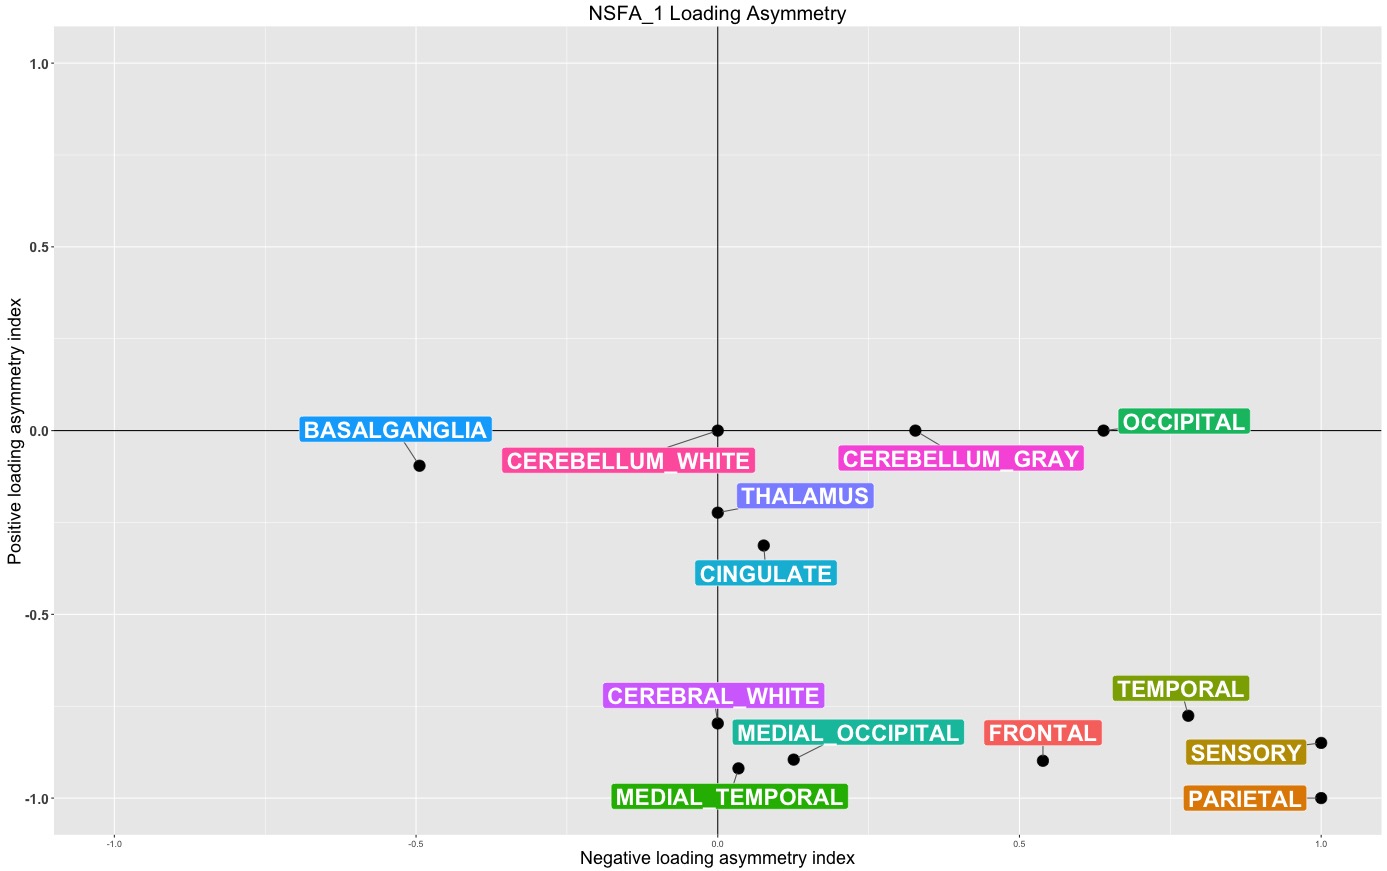 NSFA_1 Loading Asymmetry
Positive loading asymmetry index
1.0
0.5
0.0
-0.5
-1.0
BASALGANGLIA
OCCIPITAL
CEREBELLUM_WHITE
CEREBELLUM_GRAY
THALAMUS
CINGULATE
CEREBRAL_WHITE
TEMPORAL
MEDIAL_OCCIPITAL
FRONTAL
SENSORY
MEDIAL_TEMPORAL
PARIETAL
-1.0
-0.5
0.0
0.5
1.0
Negative loading asymmetry index